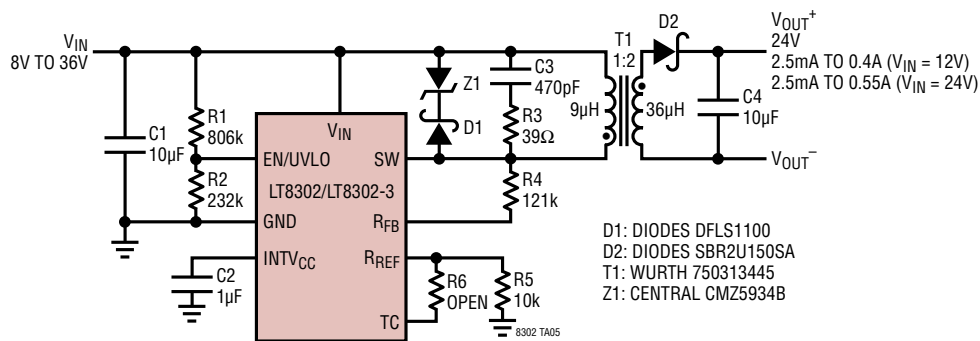 VIN
8V TO 36V
C1
10µF
R1
806k
R2
232k
VIN
EN/UVLO
SW
LT8302/LT8302-3
GND
RFB
INTVCC
RREF
TC
C2
1µF
Z1
D1
C3
470pF
R3
39Ω
R4
121k
R6
OPEN
R5
10k
8302 TA05
T1
1:2
9µH
36µH
D2
C4
10µF
VOUT+
24V
2.5mA TO 0.4A (VIN = 12V)
2.5mA TO 0.55A (VIN = 24V)
VOUT–
D1: DIODES DFLS1100
D2: DIODES SBR2U150SA
T1: WURTH 750313445
Z1: CENTRAL CMZ5934B